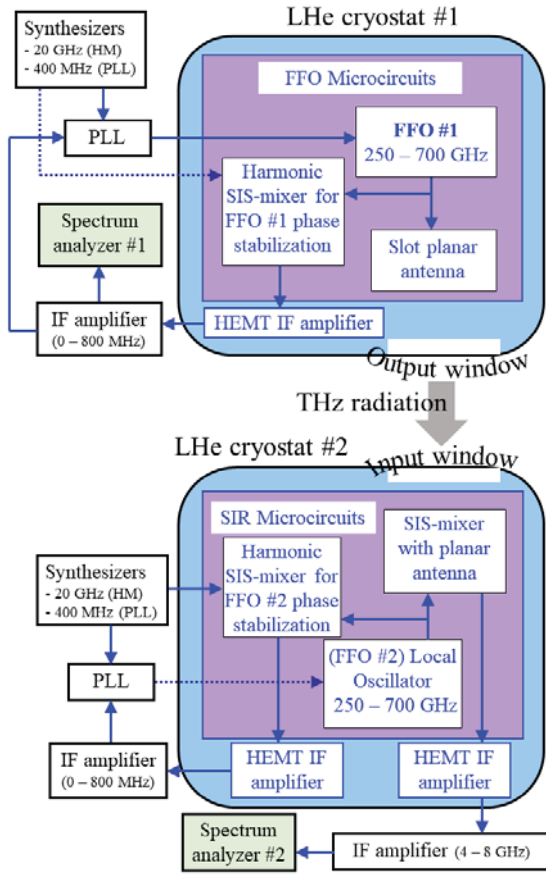 LHe cryostat #1
Synthesizers
- 20 GHz (HM)
- 400 MHz (PLL)
FFO Microcircuits
PLL
FFO #1
250 – 700 GHz
Harmonic
SIS-mixer for
FFO #1 phase
stabilization
Spectrum
analyzer #1
Slot planar
antenna
IF amplifier
(0 – 800 MHz)
HEMT IF amplifier
Output window
THz radiation
LHe cryostat #2
Input window
SIR Microcircuits
SIS-mixer
with planar
antenna
Harmonic
SIS-mixer for
FFO #2 phase
stabilization
Synthesizers
- 20 GHz (HM)
- 400 MHz (PLL)
PLL
(FFO #2) Local
Oscillator
250 – 700 GHz
IF amplifier
(0 – 800 MHz)
HEMT IF
amplifier
HEMT IF
amplifier
Spectrum
analyzer #2
IF amplifier (4 – 8 GHz)